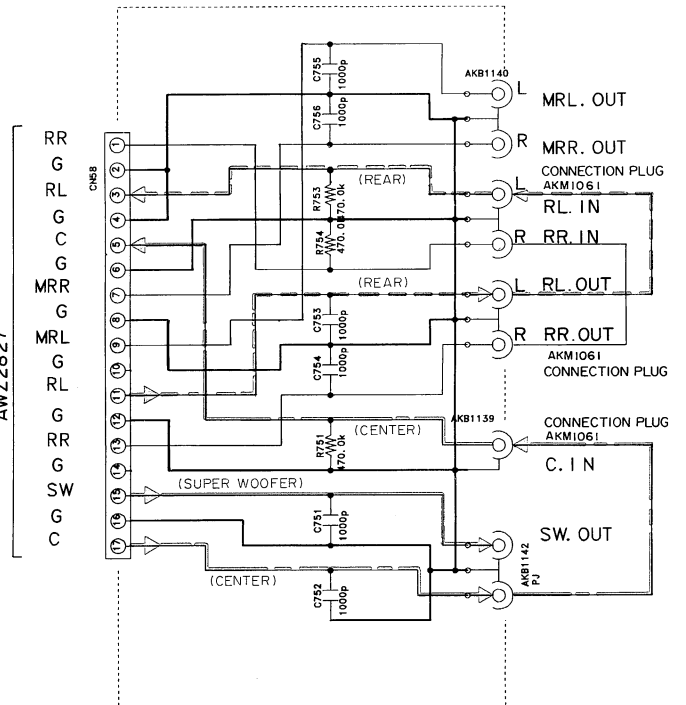 AWZ2827
RR
G
RL
G
C
G
MRR
G
MRL
G
RL
G
RR
G
SW
G
C
CN58
1
2
3
4
5
6
7
8
9
10
11
12
13
14
15
16
17
C755
1000p
C756
1000p
(REAR)
R753
470.0k
R754
470.0k
(REAR)
C753
1000p
C754
1000p
R751
470.0k
(CENTER)
(SUPER WOOFER)
C751
1000p
(CENTER)
C752
1000p
AKB1140
L
MRL. OUT
R
MRR. OUT
CONNECTION PLUG
AKM1061
L
RL. IN
R
RR. IN
L
RL. OUT
R
RR. OUT
AKM1061
CONNECTION PLUG
AKB1139
CONNECTION PLUG
AKM1061
C. IN
SW. OUT
AKB1142
PJ